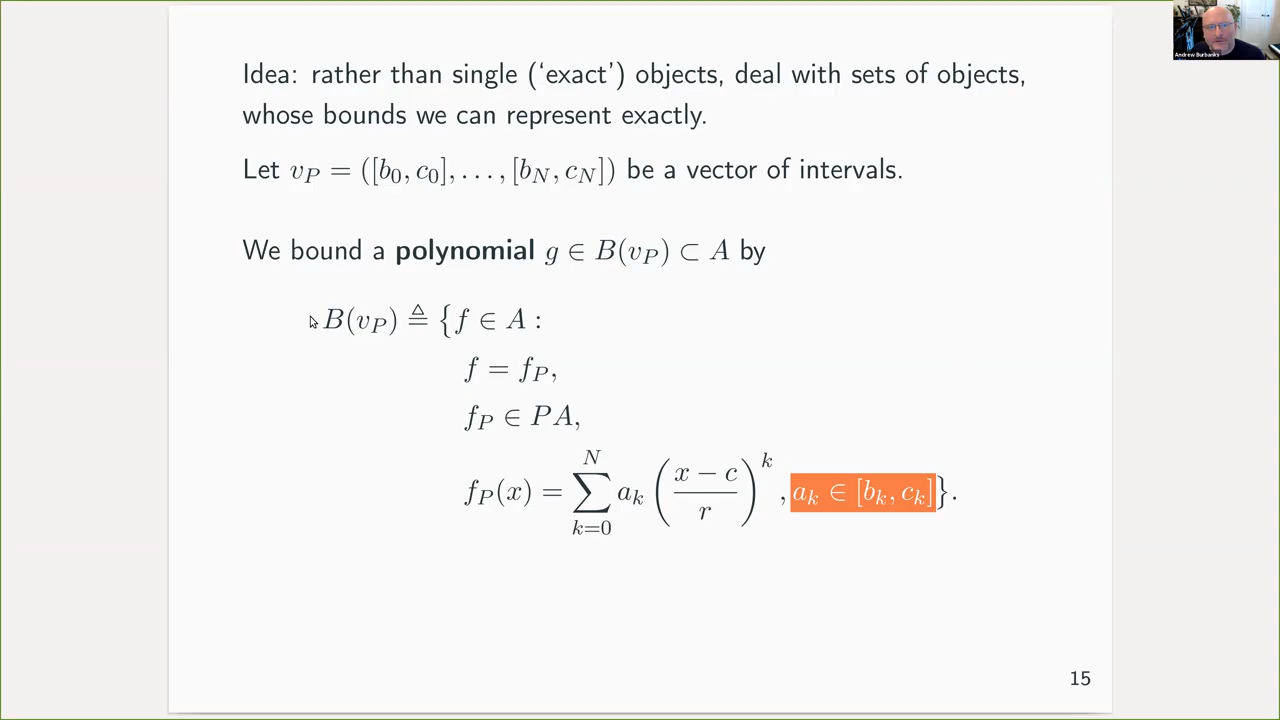 Andrew Burbanks
Idea: rather than single (‘exact’) objects, deal with sets of objects,
whose bounds we can represent exactly.
Let v_P = ([b_0, c_0], . . . , [b_N, c_N]) be a vector of intervals.
We bound a polynomial g ∈ B(v_P) ⊂ A by
B(v_P) ≜ {f ∈ A :
f = f_P,
f_P ∈ PA,
f_P(x) = ∑_{k=0}^{N} a_k ((x − c)/r)^k, a_k ∈ [b_k, c_k]}.
15